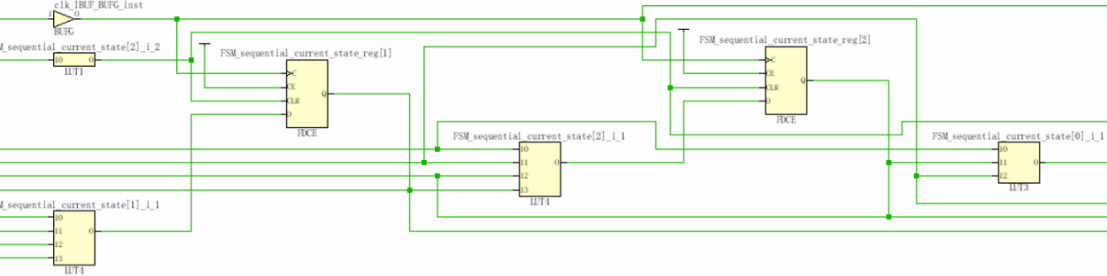 clk_IBUF_BUFG_inst
I O
BUFG
M_sequential_current_state[2]_i_2
I0 O
LUT1
FSM_sequential_current_state_reg[1]
C
CE
CLR
D
Q
FDCE
FSM_sequential_current_state_reg[2]
C
CE
CLR
D
Q
FDCE
FSM_sequential_current_state[2]_i_1
I0
I1
I2
I3
O
LUT4
FSM_sequential_current_state[0]_i_1
I0
I1
I2
O
LUT3
M_sequential_current_state[1]_i_1
I0
I1
I2
I3
O
LUT4